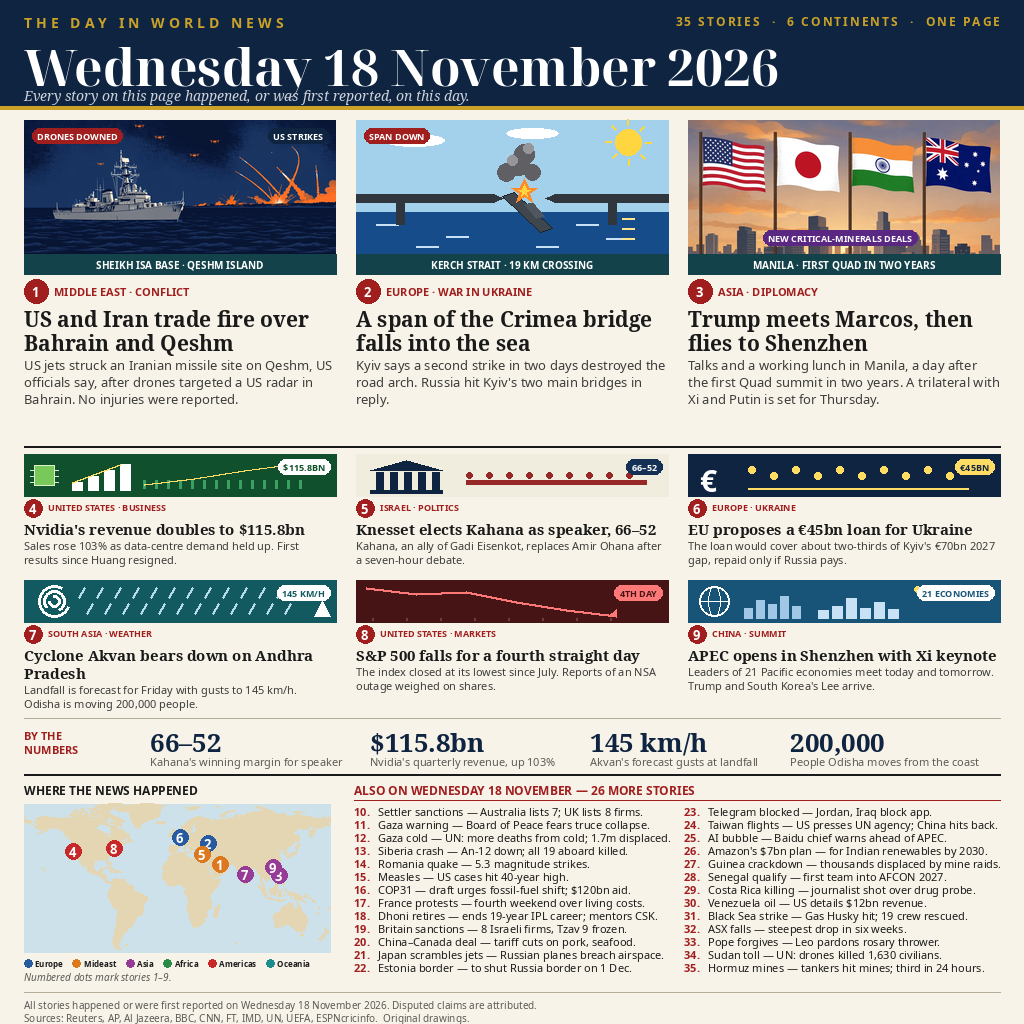 THE DAY IN WORLD NEWS
35 STORIES · 6 CONTINENTS · ONE PAGE
Wednesday 18 November 2026
Every story on this page happened, or was first reported, on this day.
DRONES DOWNED
US STRIKES
SHEIKH ISA BASE · QESHM ISLAND
1 MIDDLE EAST · CONFLICT
US and Iran trade fire over
Bahrain and Qeshm
US jets struck an Iranian missile site on Qeshm, US
officials say, after drones targeted a US radar in
Bahrain. No injuries were reported.
SPAN DOWN
KERCH STRAIT · 19 KM CROSSING
2 EUROPE · WAR IN UKRAINE
A span of the Crimea bridge
falls into the sea
Kyiv says a second strike in two days destroyed the
road arch. Russia hit Kyiv's two main bridges in
reply.
NEW CRITICAL-MINERALS DEALS
MANILA · FIRST QUAD IN TWO YEARS
3 ASIA · DIPLOMACY
Trump meets Marcos, then
flies to Shenzhen
Talks and a working lunch in Manila, a day after
the first Quad summit in two years. A trilateral with
Xi and Putin is set for Thursday.
$115.8BN
4 UNITED STATES · BUSINESS
Nvidia's revenue doubles to $115.8bn
Sales rose 103% as data-centre demand held up. First
results since Huang resigned.
66–52
5 ISRAEL · POLITICS
Knesset elects Kahana as speaker, 66–52
Kahana, an ally of Gadi Eisenkot, replaces Amir Ohana after
a seven-hour debate.
€
€45BN
6 EUROPE · UKRAINE
EU proposes a €45bn loan for Ukraine
The loan would cover about two-thirds of Kyiv's €70bn 2027
gap, repaid only if Russia pays.
145 KM/H
7 SOUTH ASIA · WEATHER
Cyclone Akvan bears down on Andhra
Pradesh
Landfall is forecast for Friday with gusts to 145 km/h.
Odisha is moving 200,000 people.
4TH DAY
8 UNITED STATES · MARKETS
S&P 500 falls for a fourth straight day
The index closed at its lowest since July. Reports of an NSA
outage weighed on shares.
21 ECONOMIES
9 CHINA · SUMMIT
APEC opens in Shenzhen with Xi keynote
Leaders of 21 Pacific economies meet today and tomorrow.
Trump and South Korea's Lee arrive.
BY THE
NUMBERS
66–52
Kahana's winning margin for speaker
$115.8bn
Nvidia's quarterly revenue, up 103%
145 km/h
Akvan's forecast gusts at landfall
200,000
People Odisha moves from the coast
WHERE THE NEWS HAPPENED
4 8 6 2 5 1 7 9 3
Europe Mideast Asia Africa Americas Oceania
Numbered dots mark stories 1–9.
ALSO ON WEDNESDAY 18 NOVEMBER — 26 MORE STORIES
10. Settler sanctions — Australia lists 7; UK lists 8 firms.
11. Gaza warning — Board of Peace fears truce collapse.
12. Gaza cold — UN: more deaths from cold; 1.7m displaced.
13. Siberia crash — An-12 down; all 19 aboard killed.
14. Romania quake — 5.3 magnitude strikes.
15. Measles — US cases hit 40-year high.
16. COP31 — draft urges fossil-fuel shift; $120bn aid.
17. France protests — fourth weekend over living costs.
18. Dhoni retires — ends 19-year IPL career; mentors CSK.
19. Britain sanctions — 8 Israeli firms, Tzav 9 frozen.
20. China–Canada deal — tariff cuts on pork, seafood.
21. Japan scrambles jets — Russian planes breach airspace.
22. Estonia border — to shut Russia border on 1 Dec.
23. Telegram blocked — Jordan, Iraq block app.
24. Taiwan flights — US presses UN agency; China hits back.
25. AI bubble — Baidu chief warns ahead of APEC.
26. Amazon's $7bn plan — for Indian renewables by 2030.
27. Guinea crackdown — thousands displaced by mine raids.
28. Senegal qualify — first team into AFCON 2027.
29. Costa Rica killing — journalist shot over drug probe.
30. Venezuela oil — US details $12bn revenue.
31. Black Sea strike — Gas Husky hit; 19 crew rescued.
32. ASX falls — steepest drop in six weeks.
33. Pope forgives — Leo pardons rosary thrower.
34. Sudan toll — UN: drones killed 1,630 civilians.
35. Hormuz mines — tankers hit mines; third in 24 hours.
All stories happened or were first reported on Wednesday 18 November 2026. Disputed claims are attributed.
Sources: Reuters, AP, Al Jazeera, BBC, CNN, FT, IMD, UN, UEFA, ESPNcricinfo. Original drawings.